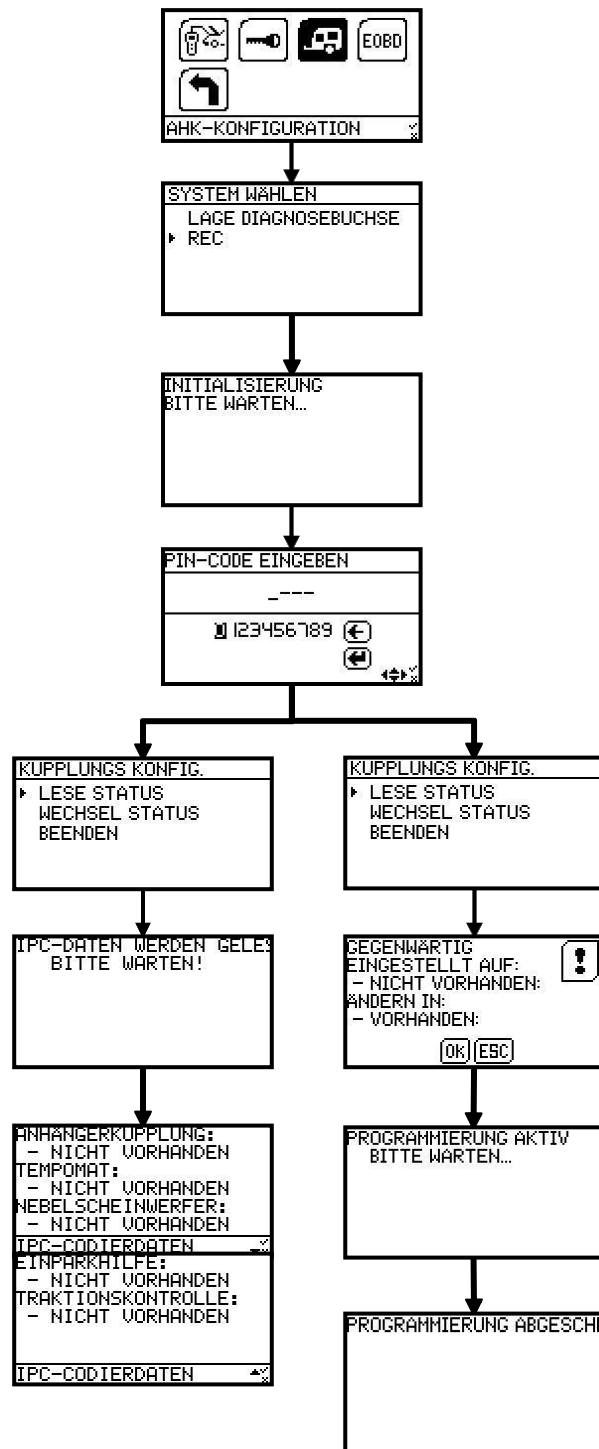 EOBD
AHK-KONFIGURATION
SYSTEM WÄHLEN
LAGE DIAGNOSEBUCHSE
REC
INITIALISIERUNG
BITTE WARTEN...
PIN-CODE EINGEBEN
_---
0123456789
KUPPLUNGS KONFIG.
LESE STATUS
WECHSEL STATUS
BEENDEN
IPC-DATEN WERDEN GELES
BITTE WARTEN!
ANHÄNGERKUPPLUNG:
- NICHT VORHANDEN
TEMPOMAT:
- NICHT VORHANDEN
NEBELSCHEINWERFER:
- NICHT VORHANDEN
IPC-CODIERDATEN
EINPARKHILFE:
- NICHT VORHANDEN
TRAKTIONSKONTROLLE:
- NICHT VORHANDEN
IPC-CODIERDATEN
KUPPLUNGS KONFIG.
LESE STATUS
WECHSEL STATUS
BEENDEN
GEGENWÄRTIG
EINGESTELLT AUF:
- NICHT VORHANDEN:
ÄNDERN IN:
- VORHANDEN:
OK ESC
PROGRAMMIERUNG AKTIV
BITTE WARTEN...
PROGRAMMIERUNG ABGESCHL